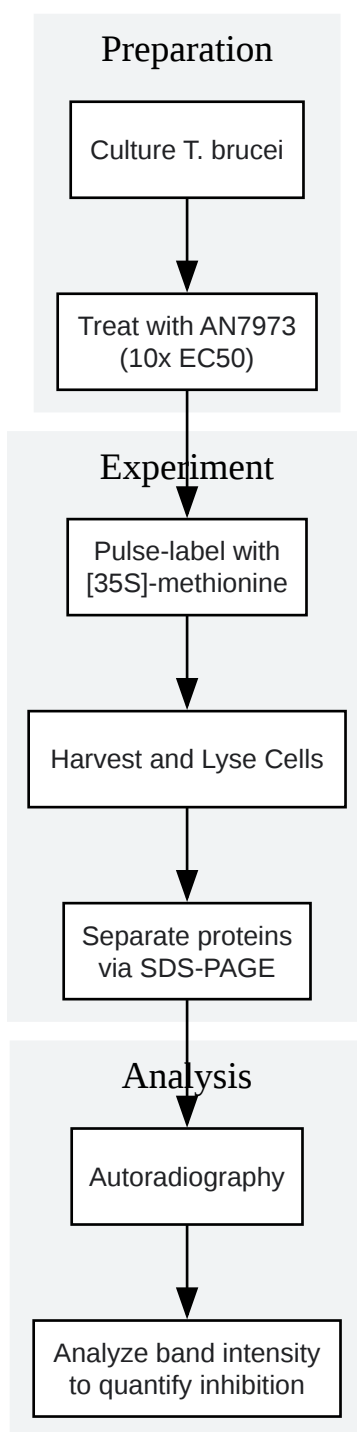 Preparation
Culture T. brucei
Treat with AN7973
(10x EC50)
Experiment
Pulse-label with
[35S]-methionine
Harvest and Lyse Cells
Separate proteins
via SDS-PAGE
Analysis
Autoradiography
Analyze band intensity
to quantify inhibition